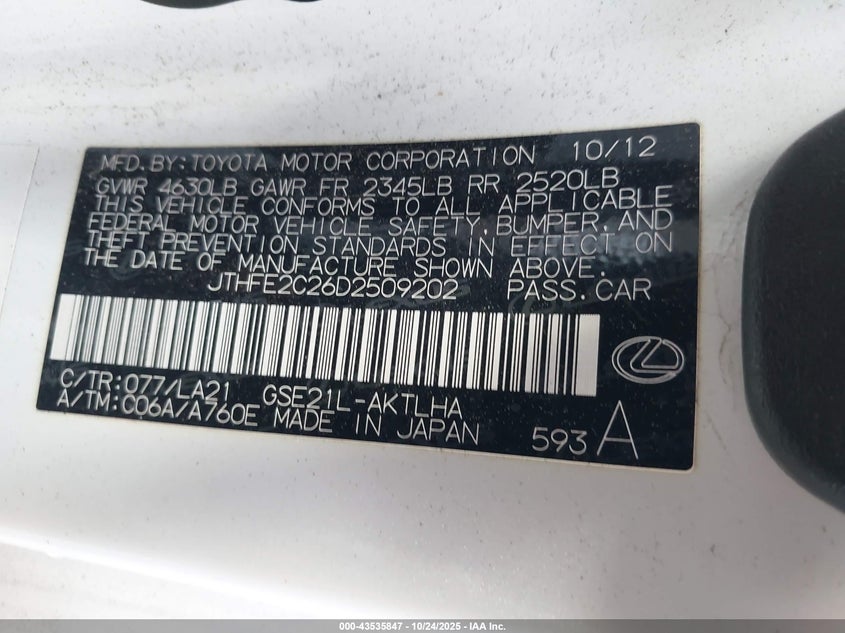 MFD. BY: TOYOTA MOTOR CORPORATION 10/12
GVWR 4630LB GAWR FR 2345LB RR 2520LB
THIS VEHICLE CONFORMS TO ALL APPLICABLE
FEDERAL MOTOR VEHICLE SAFETY, BUMPER, AND
THEFT PREVENTION STANDARDS IN EFFECT ON
THE DATE OF MANUFACTURE SHOWN ABOVE.
JTHFE2C26D2509202 PASS. CAR
C/TR: 077/LA21 GSE21L-AKTLHA
A/TM: C06A/A760E MADE IN JAPAN 593 A
000-43535847 - 10/24/2025 - IAA Inc.